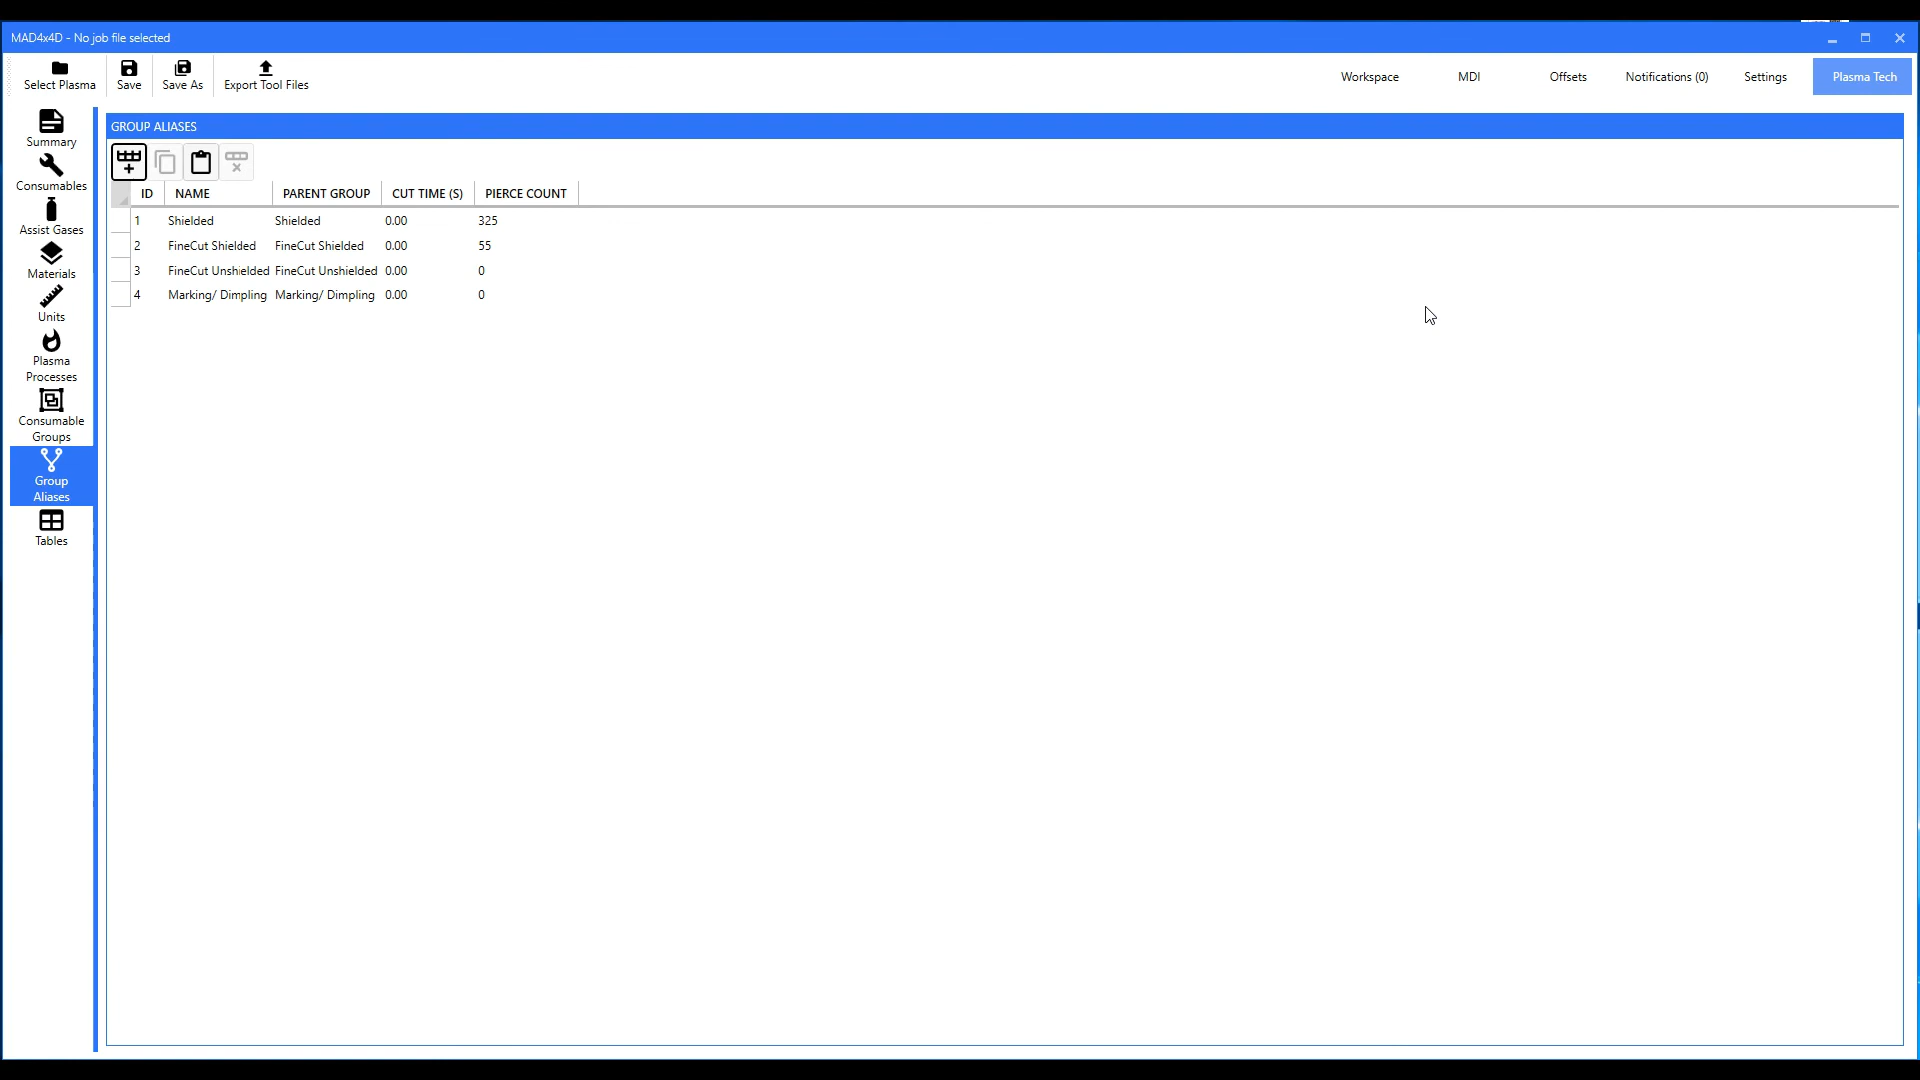 MAD4x4D - No job file selected
Select Plasma Save Save As Export Tool Files Workspace MDI Offsets Notifications (0) Settings Plasma Tech
Summary
Consumables
Assist Gases
Materials
Units
Plasma
Processes
Consumable
Groups
Group
Aliases
Tables
GROUP ALIASES
ID NAME PARENT GROUP CUT TIME (S) PIERCE COUNT
1 Shielded Shielded 0.00 325
2 FineCut Shielded FineCut Shielded 0.00 55
3 FineCut Unshielded FineCut Unshielded 0.00 0
4 Marking/ Dimpling Marking/ Dimpling 0.00 0